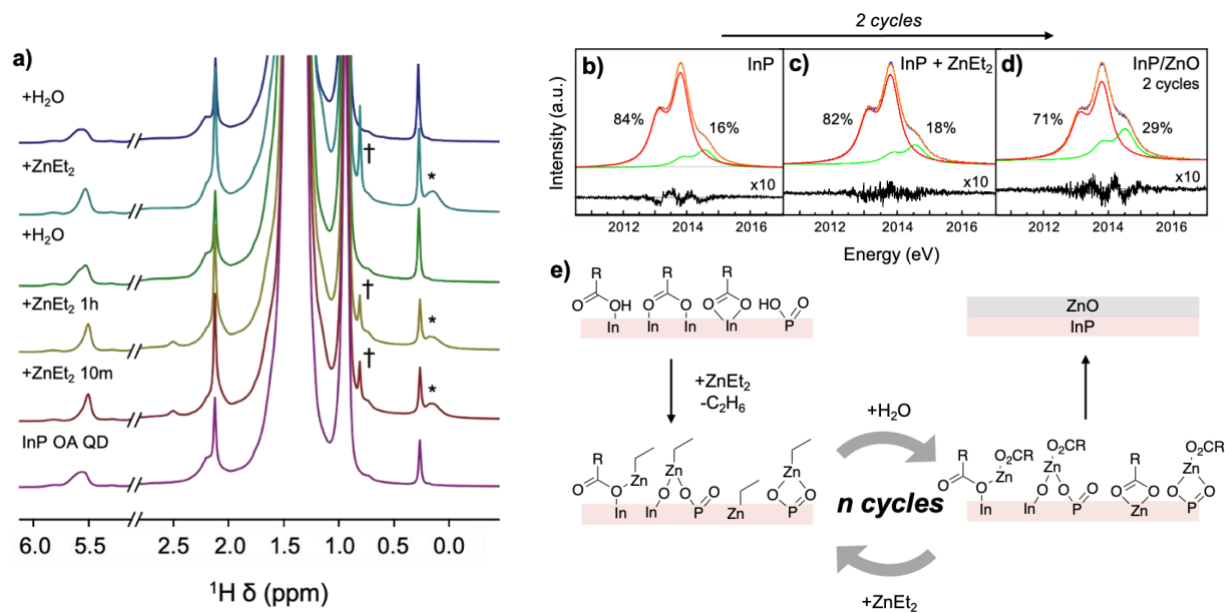 a)
+H₂O
+ZnEt₂
†
*
+H₂O
+ZnEt₂ 1h
†
*
+ZnEt₂ 10m
†
*
InP OA QD
6.0 5.5 2.5 2.0 1.5 1.0 0.5 0.0
¹H δ (ppm)
2 cycles
b) InP
84% 16%
x10
c) InP + ZnEt₂
82% 18%
x10
d) InP/ZnO
2 cycles
71% 29%
x10
Intensity (a.u.)
2012 2014 2016 2012 2014 2016 2012 2014 2016
Energy (eV)
e)
R R R
O OH O O O O HO O
In In In In P
ZnO
InP
+ZnEt₂
-C₂H₆
+H₂O
n cycles
+ZnEt₂
R Zn Zn Zn
O O O O O O
In In P Zn P
R O₂CR O₂CR R O₂CR
O Zn Zn Zn
O O O O O O O
In In P Zn P